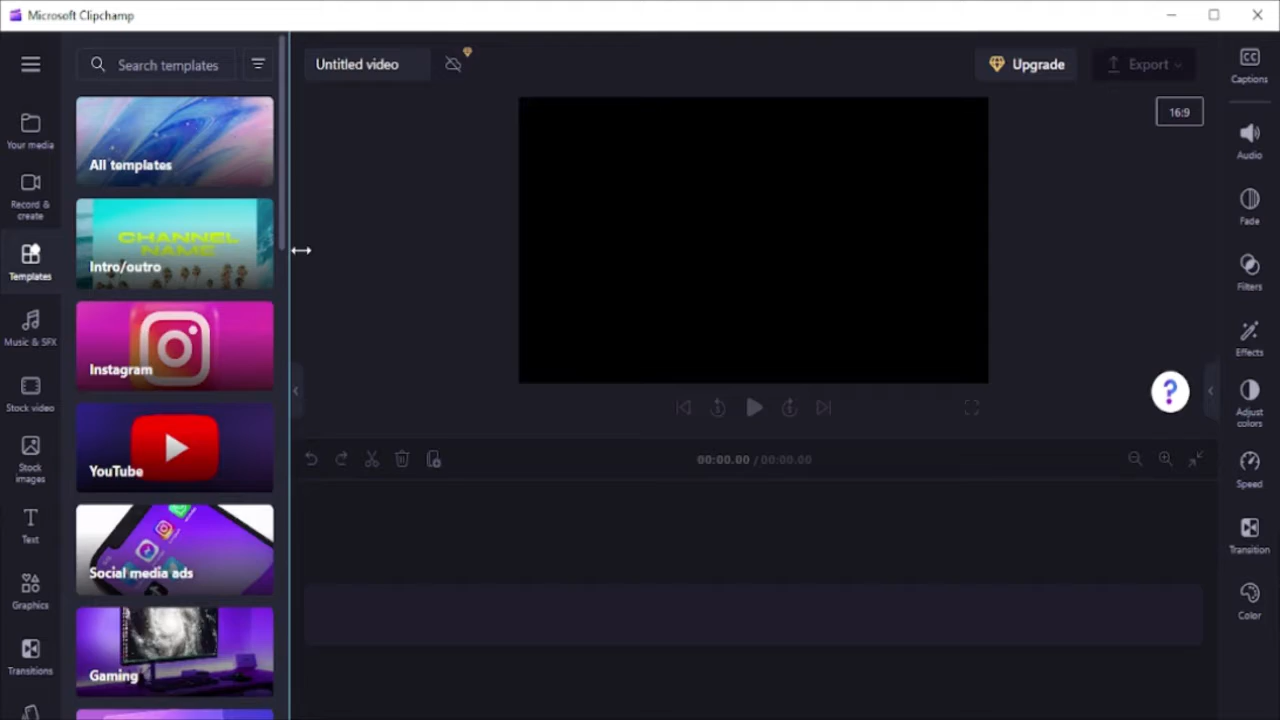 Microsoft Clipchamp
Search templates
Untitled video
Upgrade
Export
Captions
16:9
Your media
All templates
Audio
Record &
create
CHANNEL
NAME
Intro/outro
Fade
Templates
Filters
Music & SFX
Instagram
Effects
Stock video
?
Adjust
colors
Stock
images
YouTube
00:00.00 / 00:00.00
Speed
Text
Social media ads
Transition
Graphics
Color
Transitions
Gaming